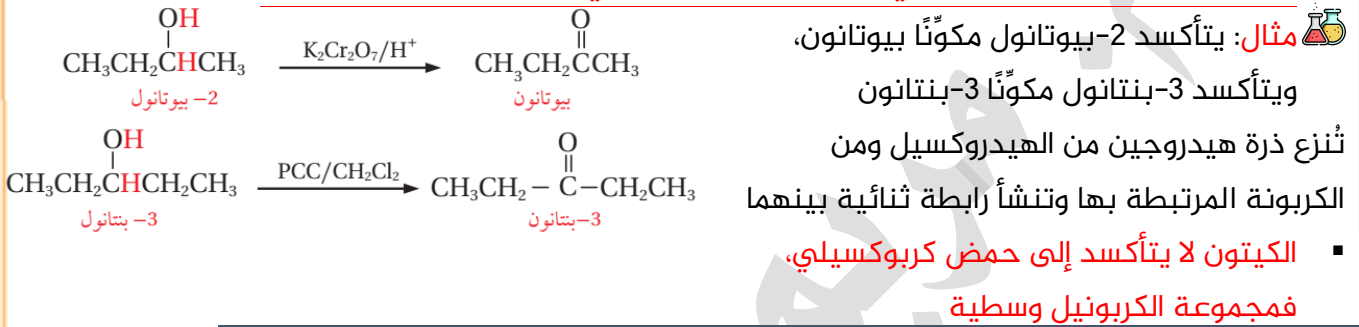 مثال: يتأكسد 2-بيوتانول مكوِّنًا بيوتانون،
ويتأكسد 3-بنتانول مكوِّنًا 3-بنتانون
تُنزع ذرة هيدروجين من الهيدروكسيل ومن
الكربونة المرتبطة بها وتنشأ رابطة ثنائية بينهما
▪ الكيتون لا يتأكسد إلى حمض كربوكسيلي،
فمجموعة الكربونيل وسطية
OH
O
CH₃CH₂CHCH₃
K₂Cr₂O₇/H⁺
CH₃CH₂CCH₃
2- بيوتانول
بيوتانون
OH
O
CH₃CH₂CHCH₂CH₃
PCC/CH₂Cl₂
CH₃CH₂ – C – CH₂CH₃
3- بنتانول
3-بنتانون